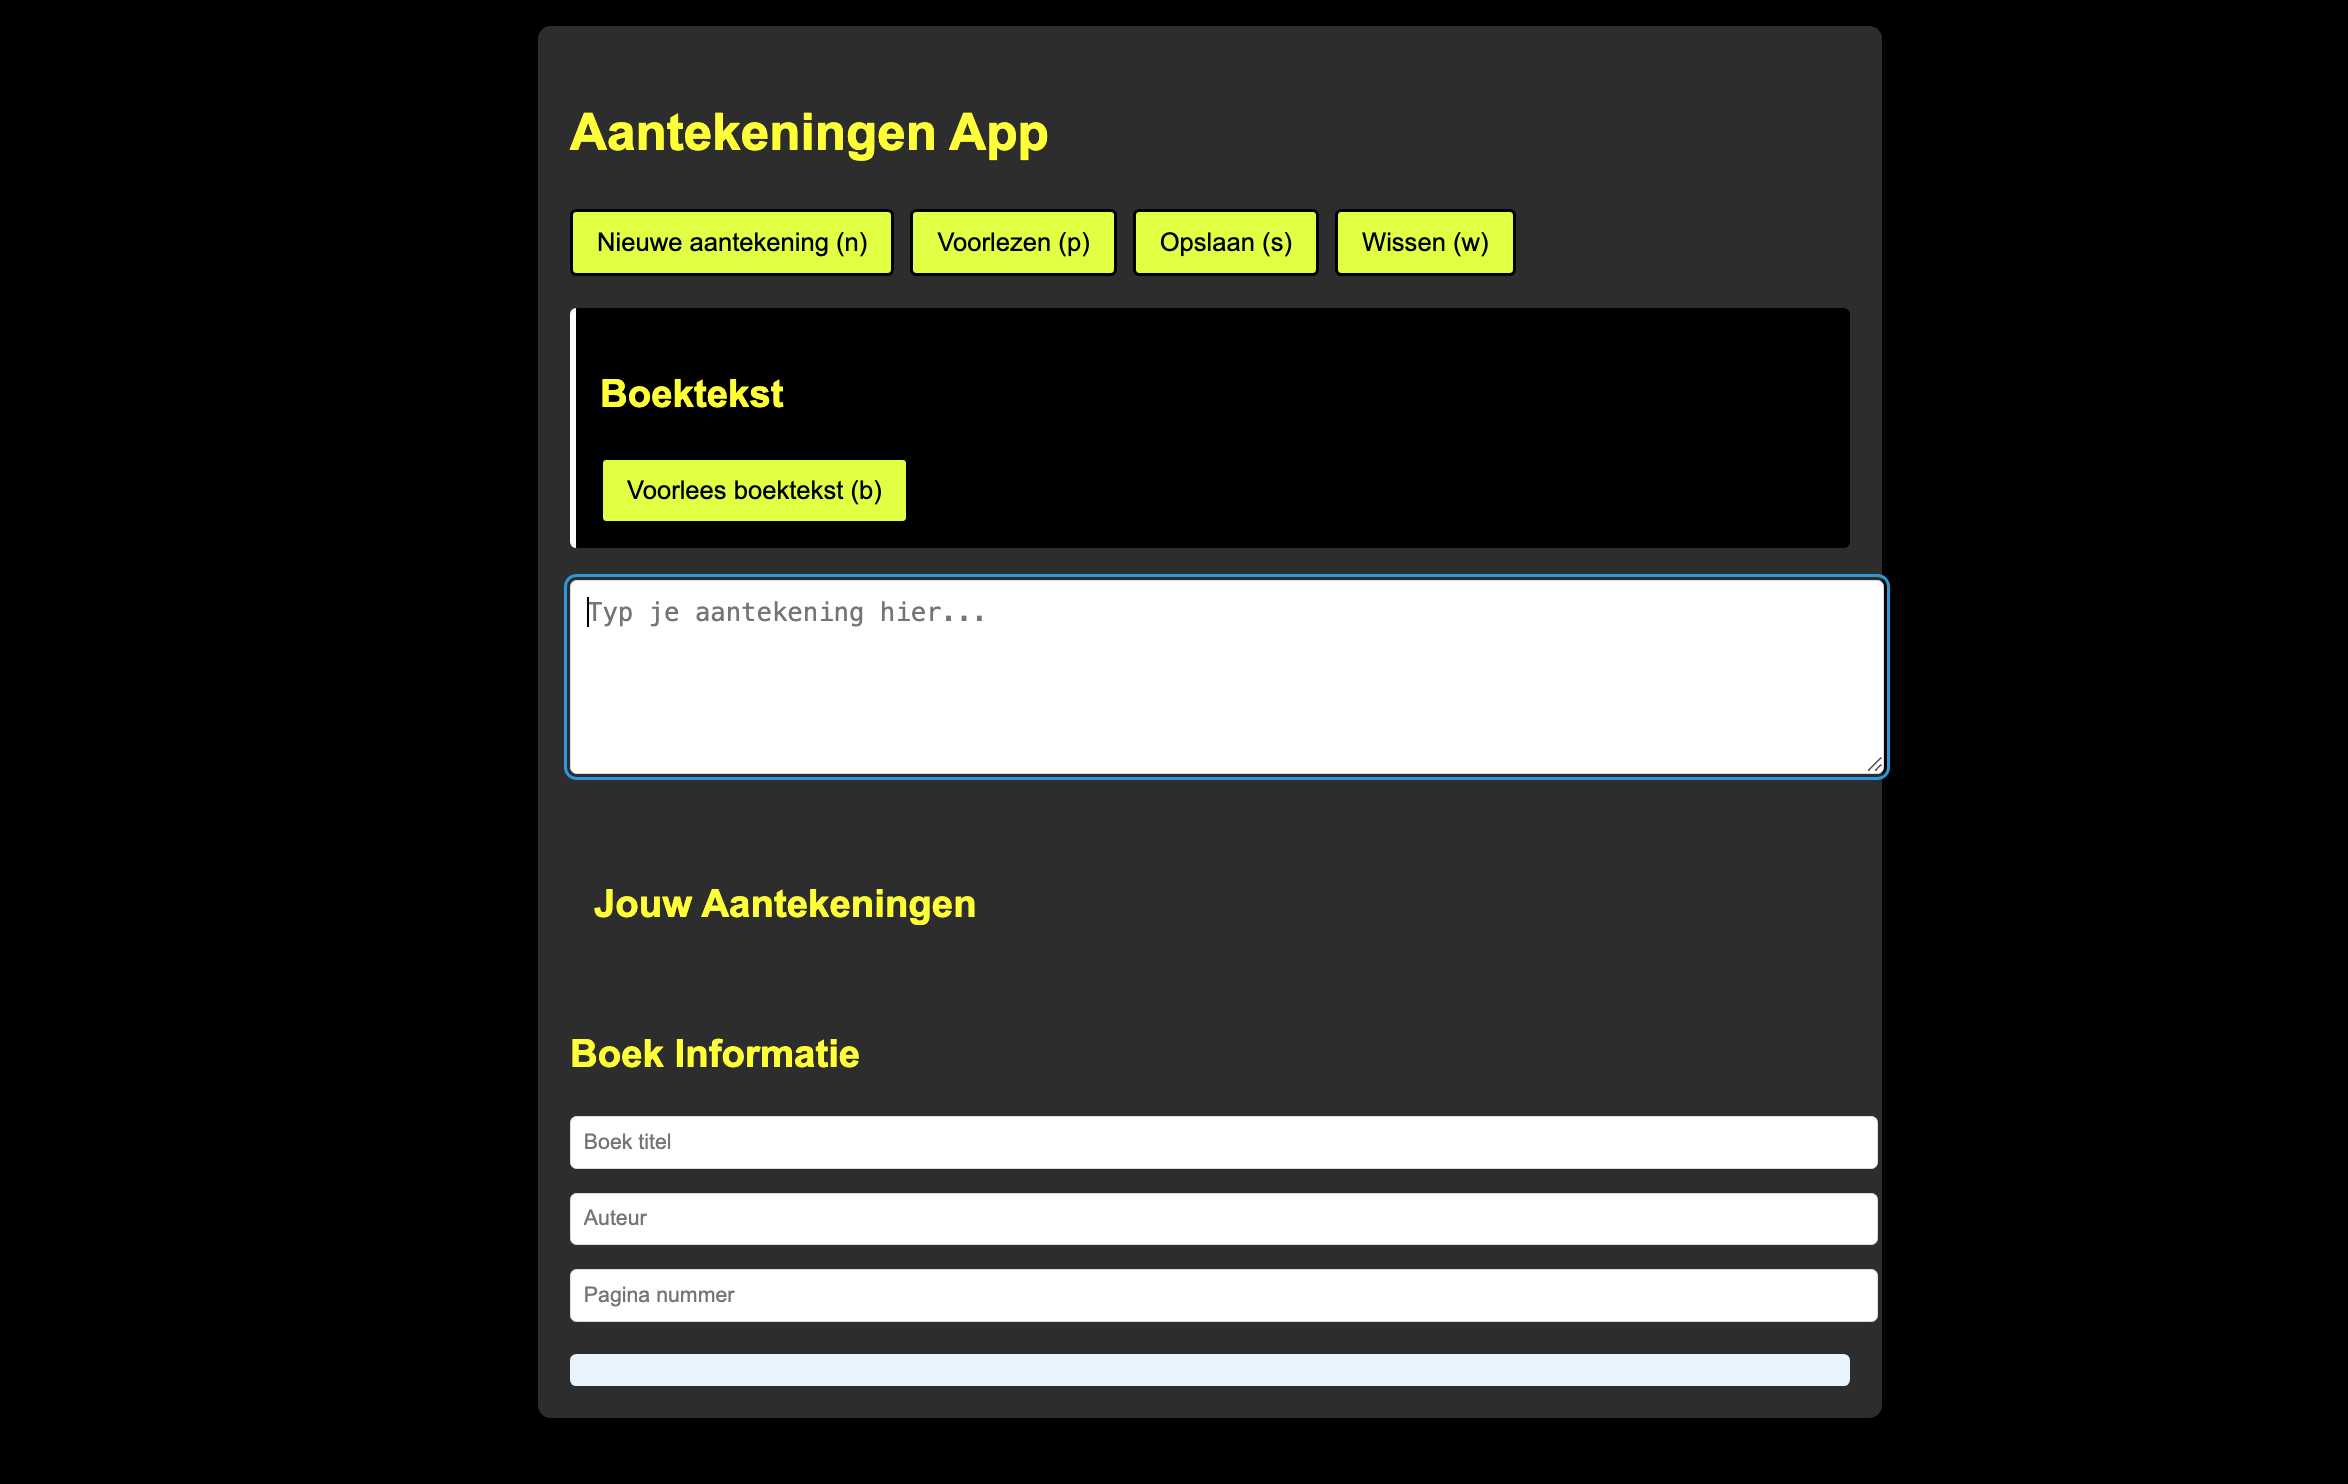 Aantekeningen App
Nieuwe aantekening (n) Voorlezen (p) Opslaan (s) Wissen (w)
Boektekst
Voorlees boektekst (b)
Typ je aantekening hier...
Jouw Aantekeningen
Boek Informatie
Boek titel
Auteur
Pagina nummer